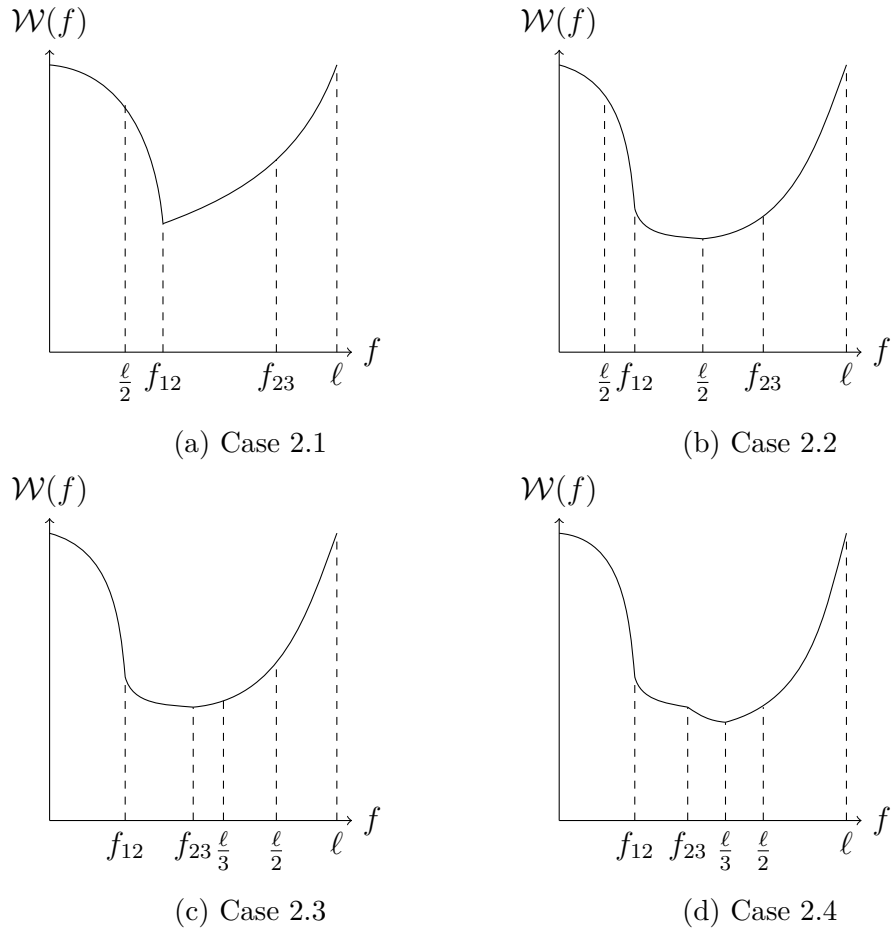 𝒲(f)
f
ℓ/2 f₁₂ f₂₃ ℓ
(a) Case 2.1
𝒲(f)
f
ℓ/2 f₁₂ ℓ/2 f₂₃ ℓ
(b) Case 2.2
𝒲(f)
f
f₁₂ f₂₃ ℓ/3 ℓ/2 ℓ
(c) Case 2.3
𝒲(f)
f
f₁₂ f₂₃ ℓ/3 ℓ/2 ℓ
(d) Case 2.4